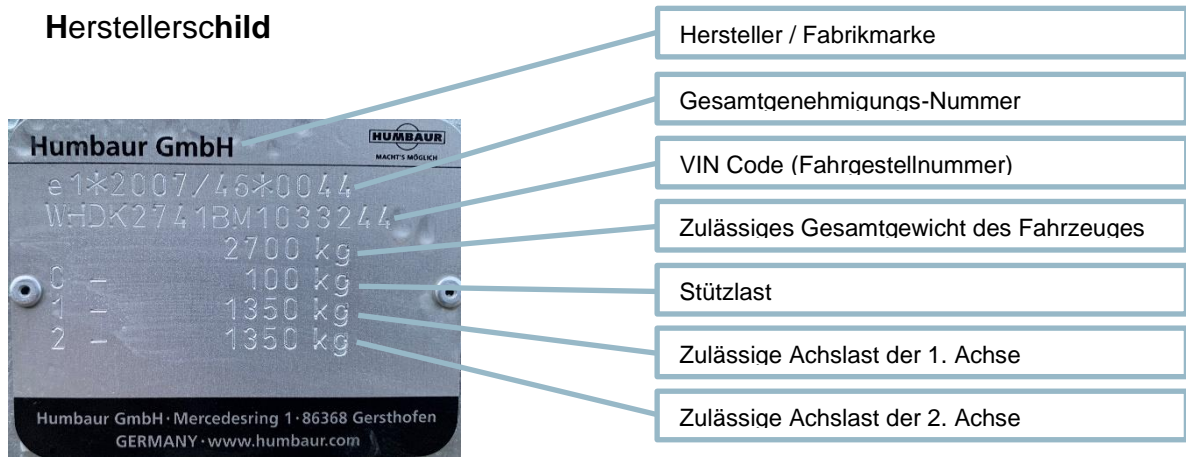 Herstellerschild
Hersteller / Fabrikmarke
Gesamtgenehmigungs-Nummer
VIN Code (Fahrgestellnummer)
Zulässiges Gesamtgewicht des Fahrzeuges
Stützlast
Zulässige Achslast der 1. Achse
Zulässige Achslast der 2. Achse
Humbaur GmbH
HUMBAUR
MACHT'S MÖGLICH
e1*2007/46*0044
WHDK2741BM1033244
2700 kg
0 - 100 kg
1 - 1350 kg
2 - 1350 kg
Humbaur GmbH·Mercedesring 1·86368 Gersthofen
GERMANY·www.humbaur.com